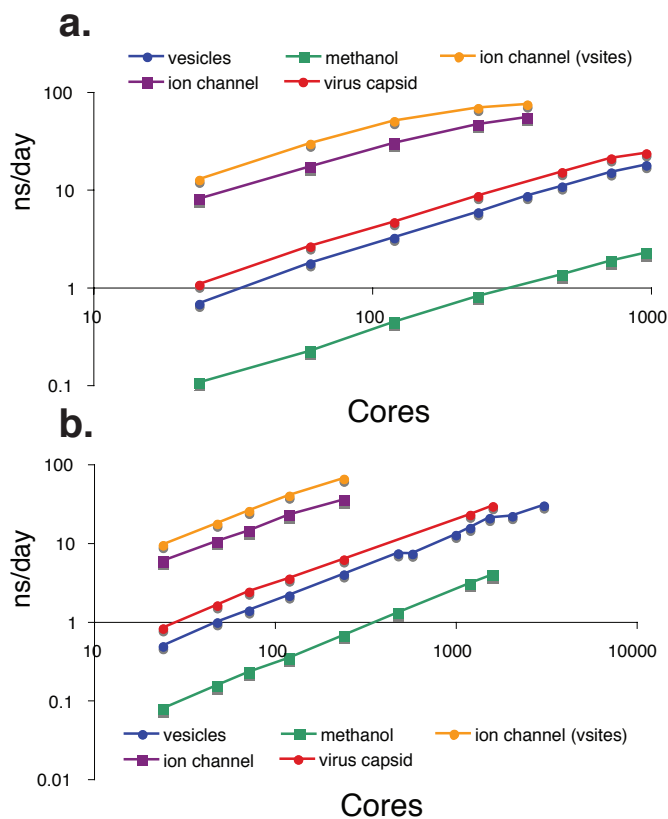 a.
vesicles methanol ion channel (vsites)
ion channel virus capsid
100
10
1
0.1
ns/day
10 100 1000
Cores
b.
100
10
1
0.1
0.01
ns/day
10 100 1000 10000
vesicles methanol ion channel (vsites)
ion channel virus capsid
Cores